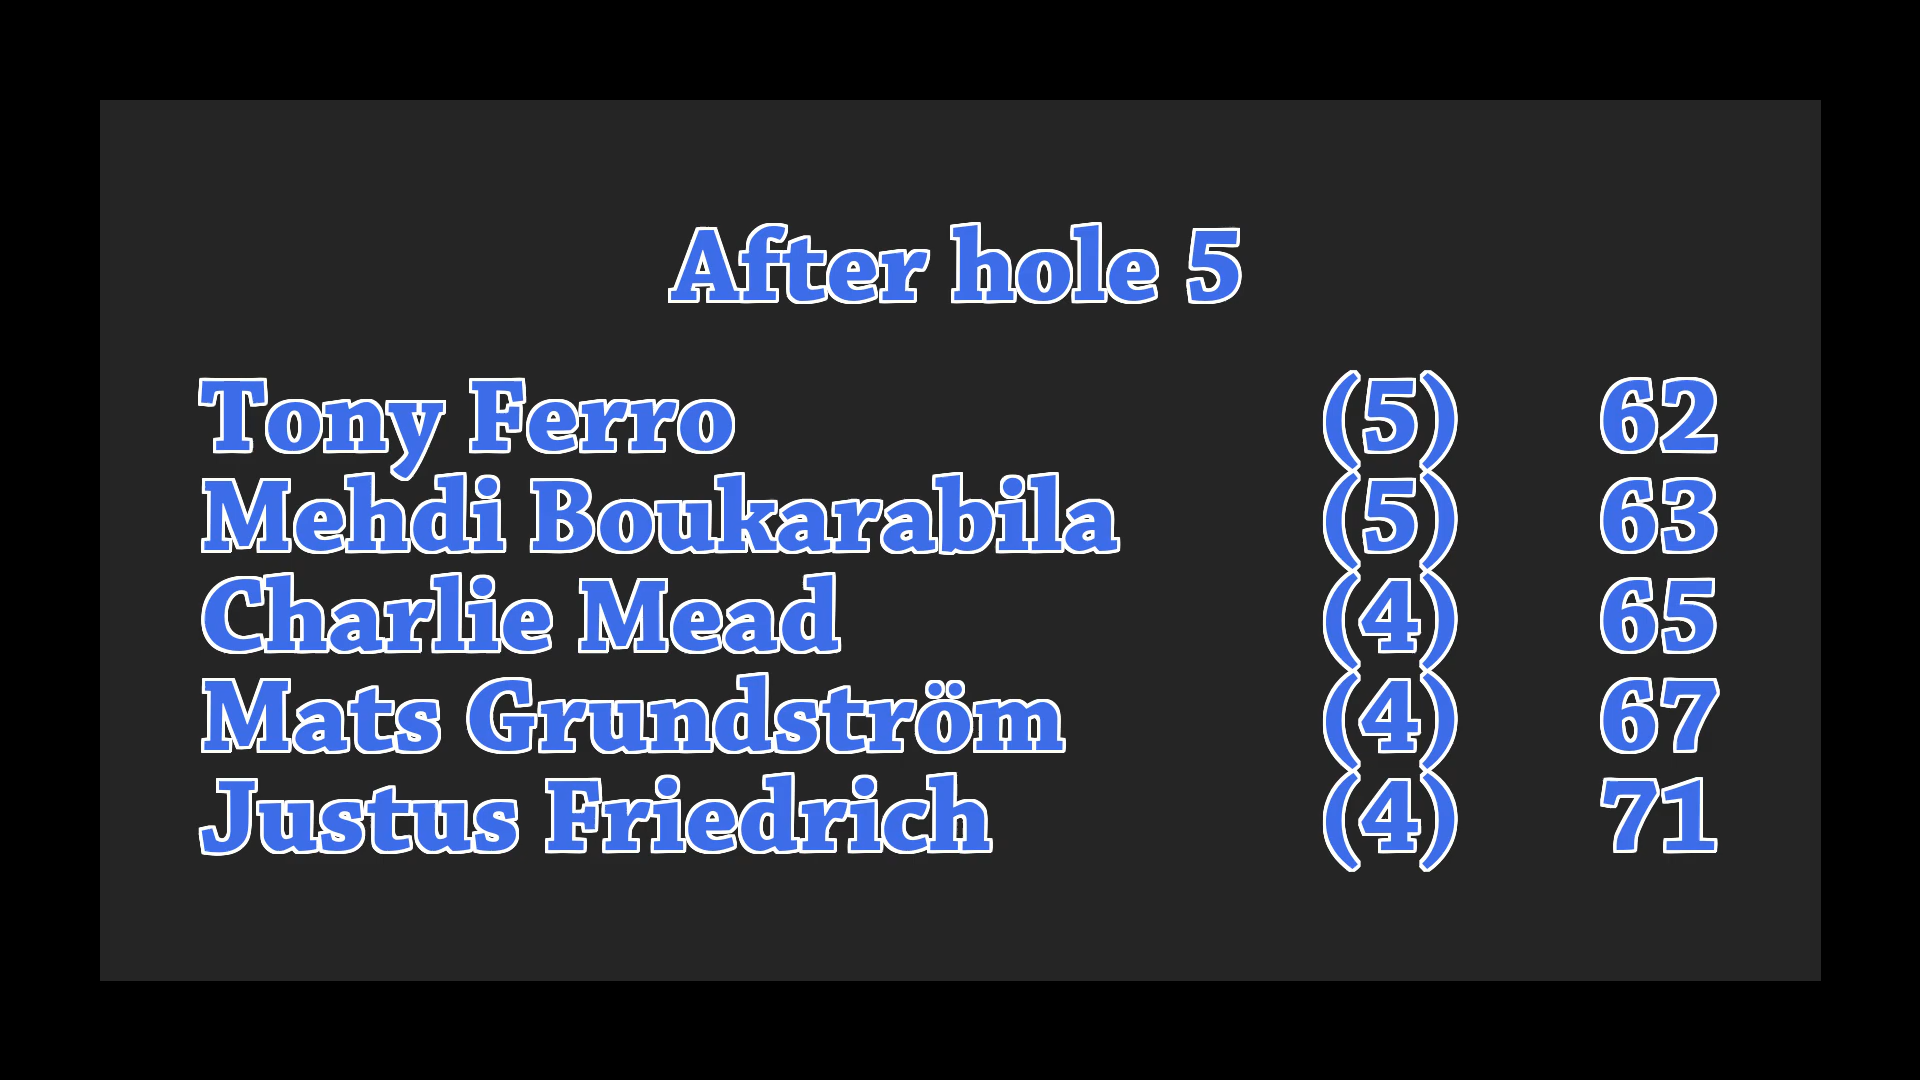 After hole 5
Tony Ferro (5) 62
Mehdi Boukarabila (5) 63
Charlie Mead (4) 65
Mats Grundström (4) 67
Justus Friedrich (4) 71